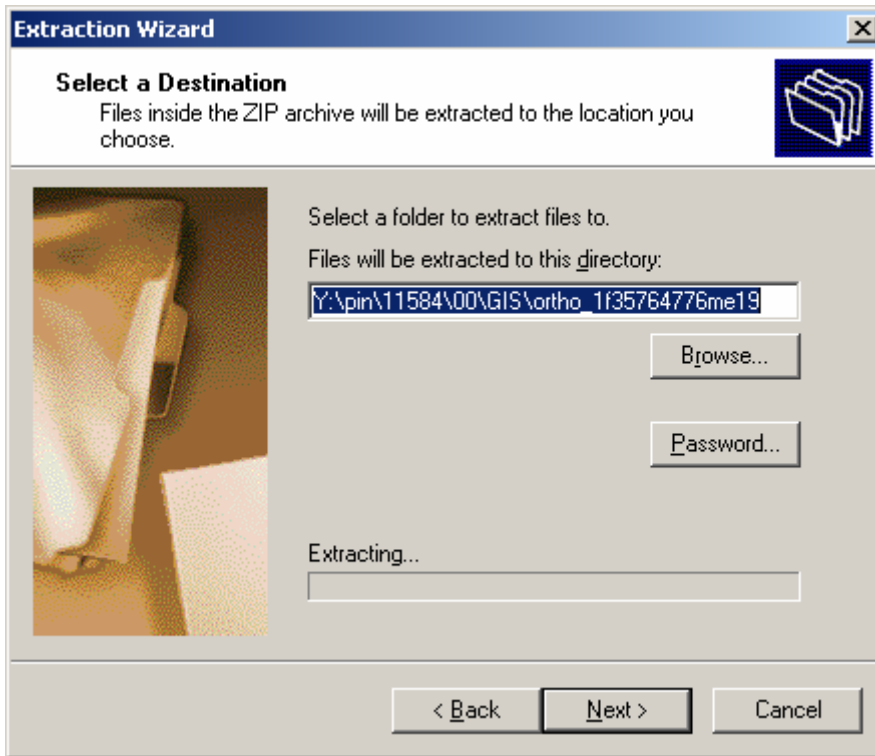 Extraction Wizard
Select a Destination
Files inside the ZIP archive will be extracted to the location you
choose.
Select a folder to extract files to.
Files will be extracted to this directory:
Y:\pin\11584\00\GIS\ortho_1f35764776me19
Browse...
Password...
Extracting...
< Back Next > Cancel